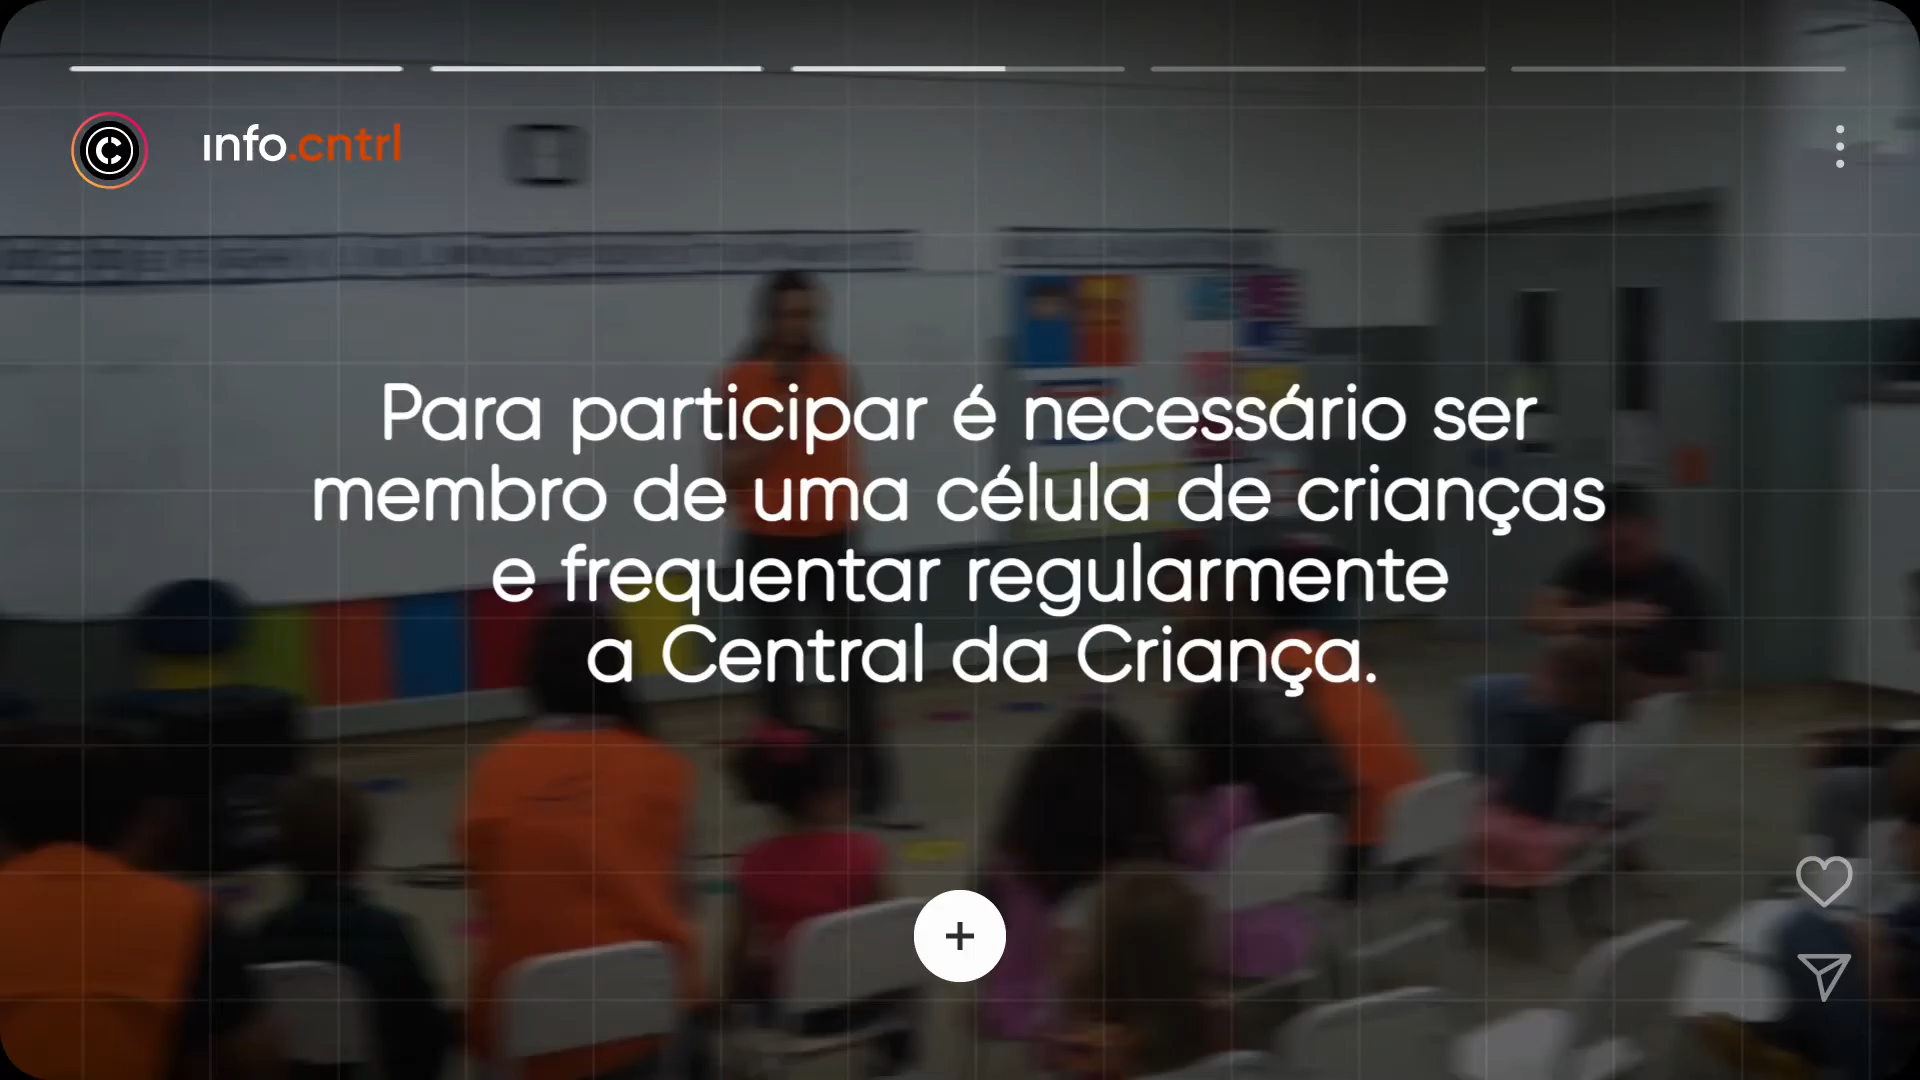 info.cntrl
Para participar é necessário ser
membro de uma célula de crianças
e frequentar regularmente
a Central da Criança.